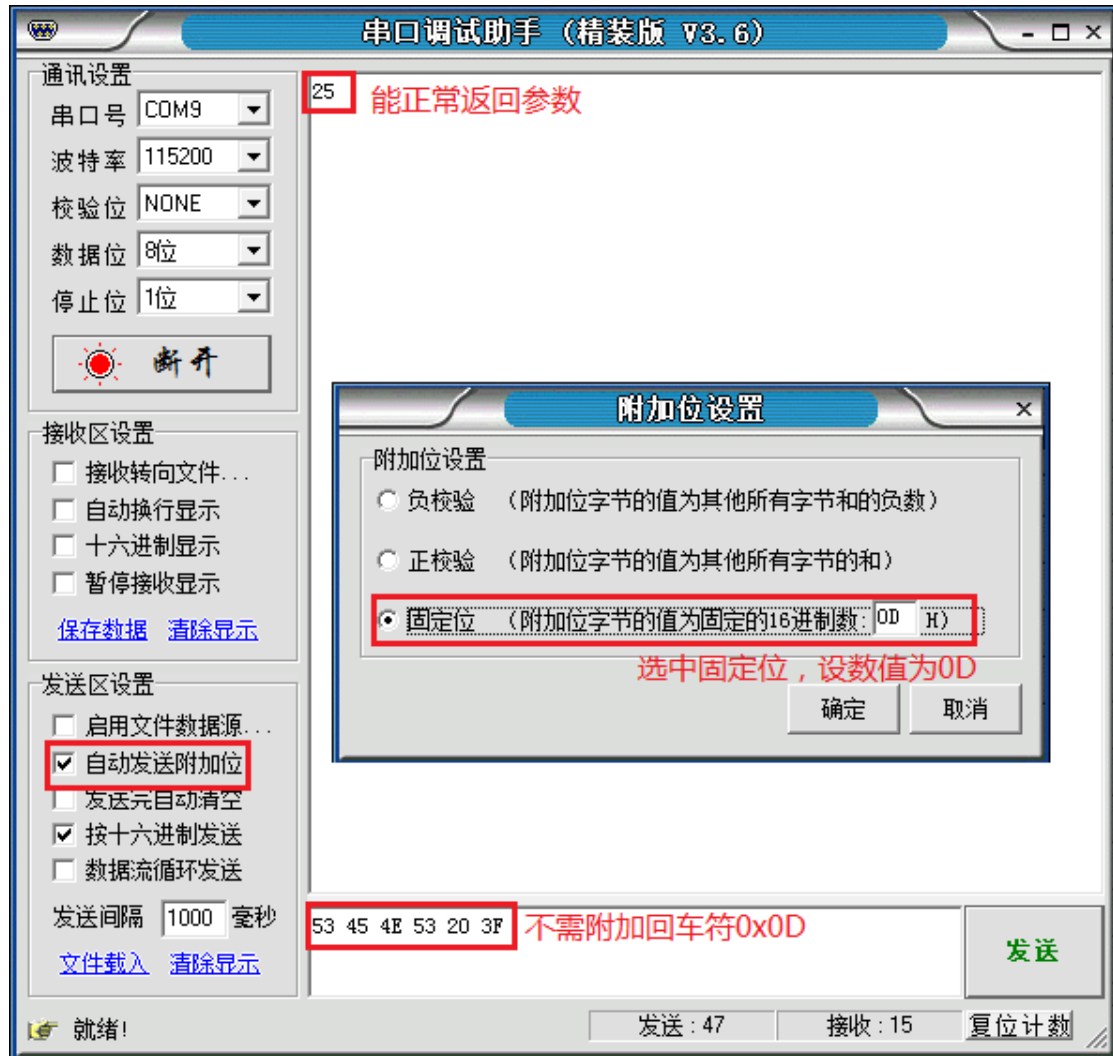 串口调试助手 (精装版 V3.6)
通讯设置
串口号 COM9
波特率 115200
校验位 NONE
数据位 8位
停止位 1位
断开
接收区设置
接收转向文件...
自动换行显示
十六进制显示
暂停接收显示
保存数据 清除显示
发送区设置
启用文件数据源...
自动发送附加位
发送完自动清空
按十六进制发送
数据流循环发送
发送间隔 1000 毫秒
文件载入 清除显示
25 能正常返回参数
附加位设置
附加位设置
负校验 (附加位字节的值为其他所有字节和的负数)
正校验 (附加位字节的值为其他所有字节的和)
固定位 (附加位字节的值为固定的16进制数: 0D H)
选中固定位，设数值为0D
确定 取消
53 45 4E 53 20 3F 不需附加回车符0x0D
发送
就绪! 发送:47 接收:15 复位计数